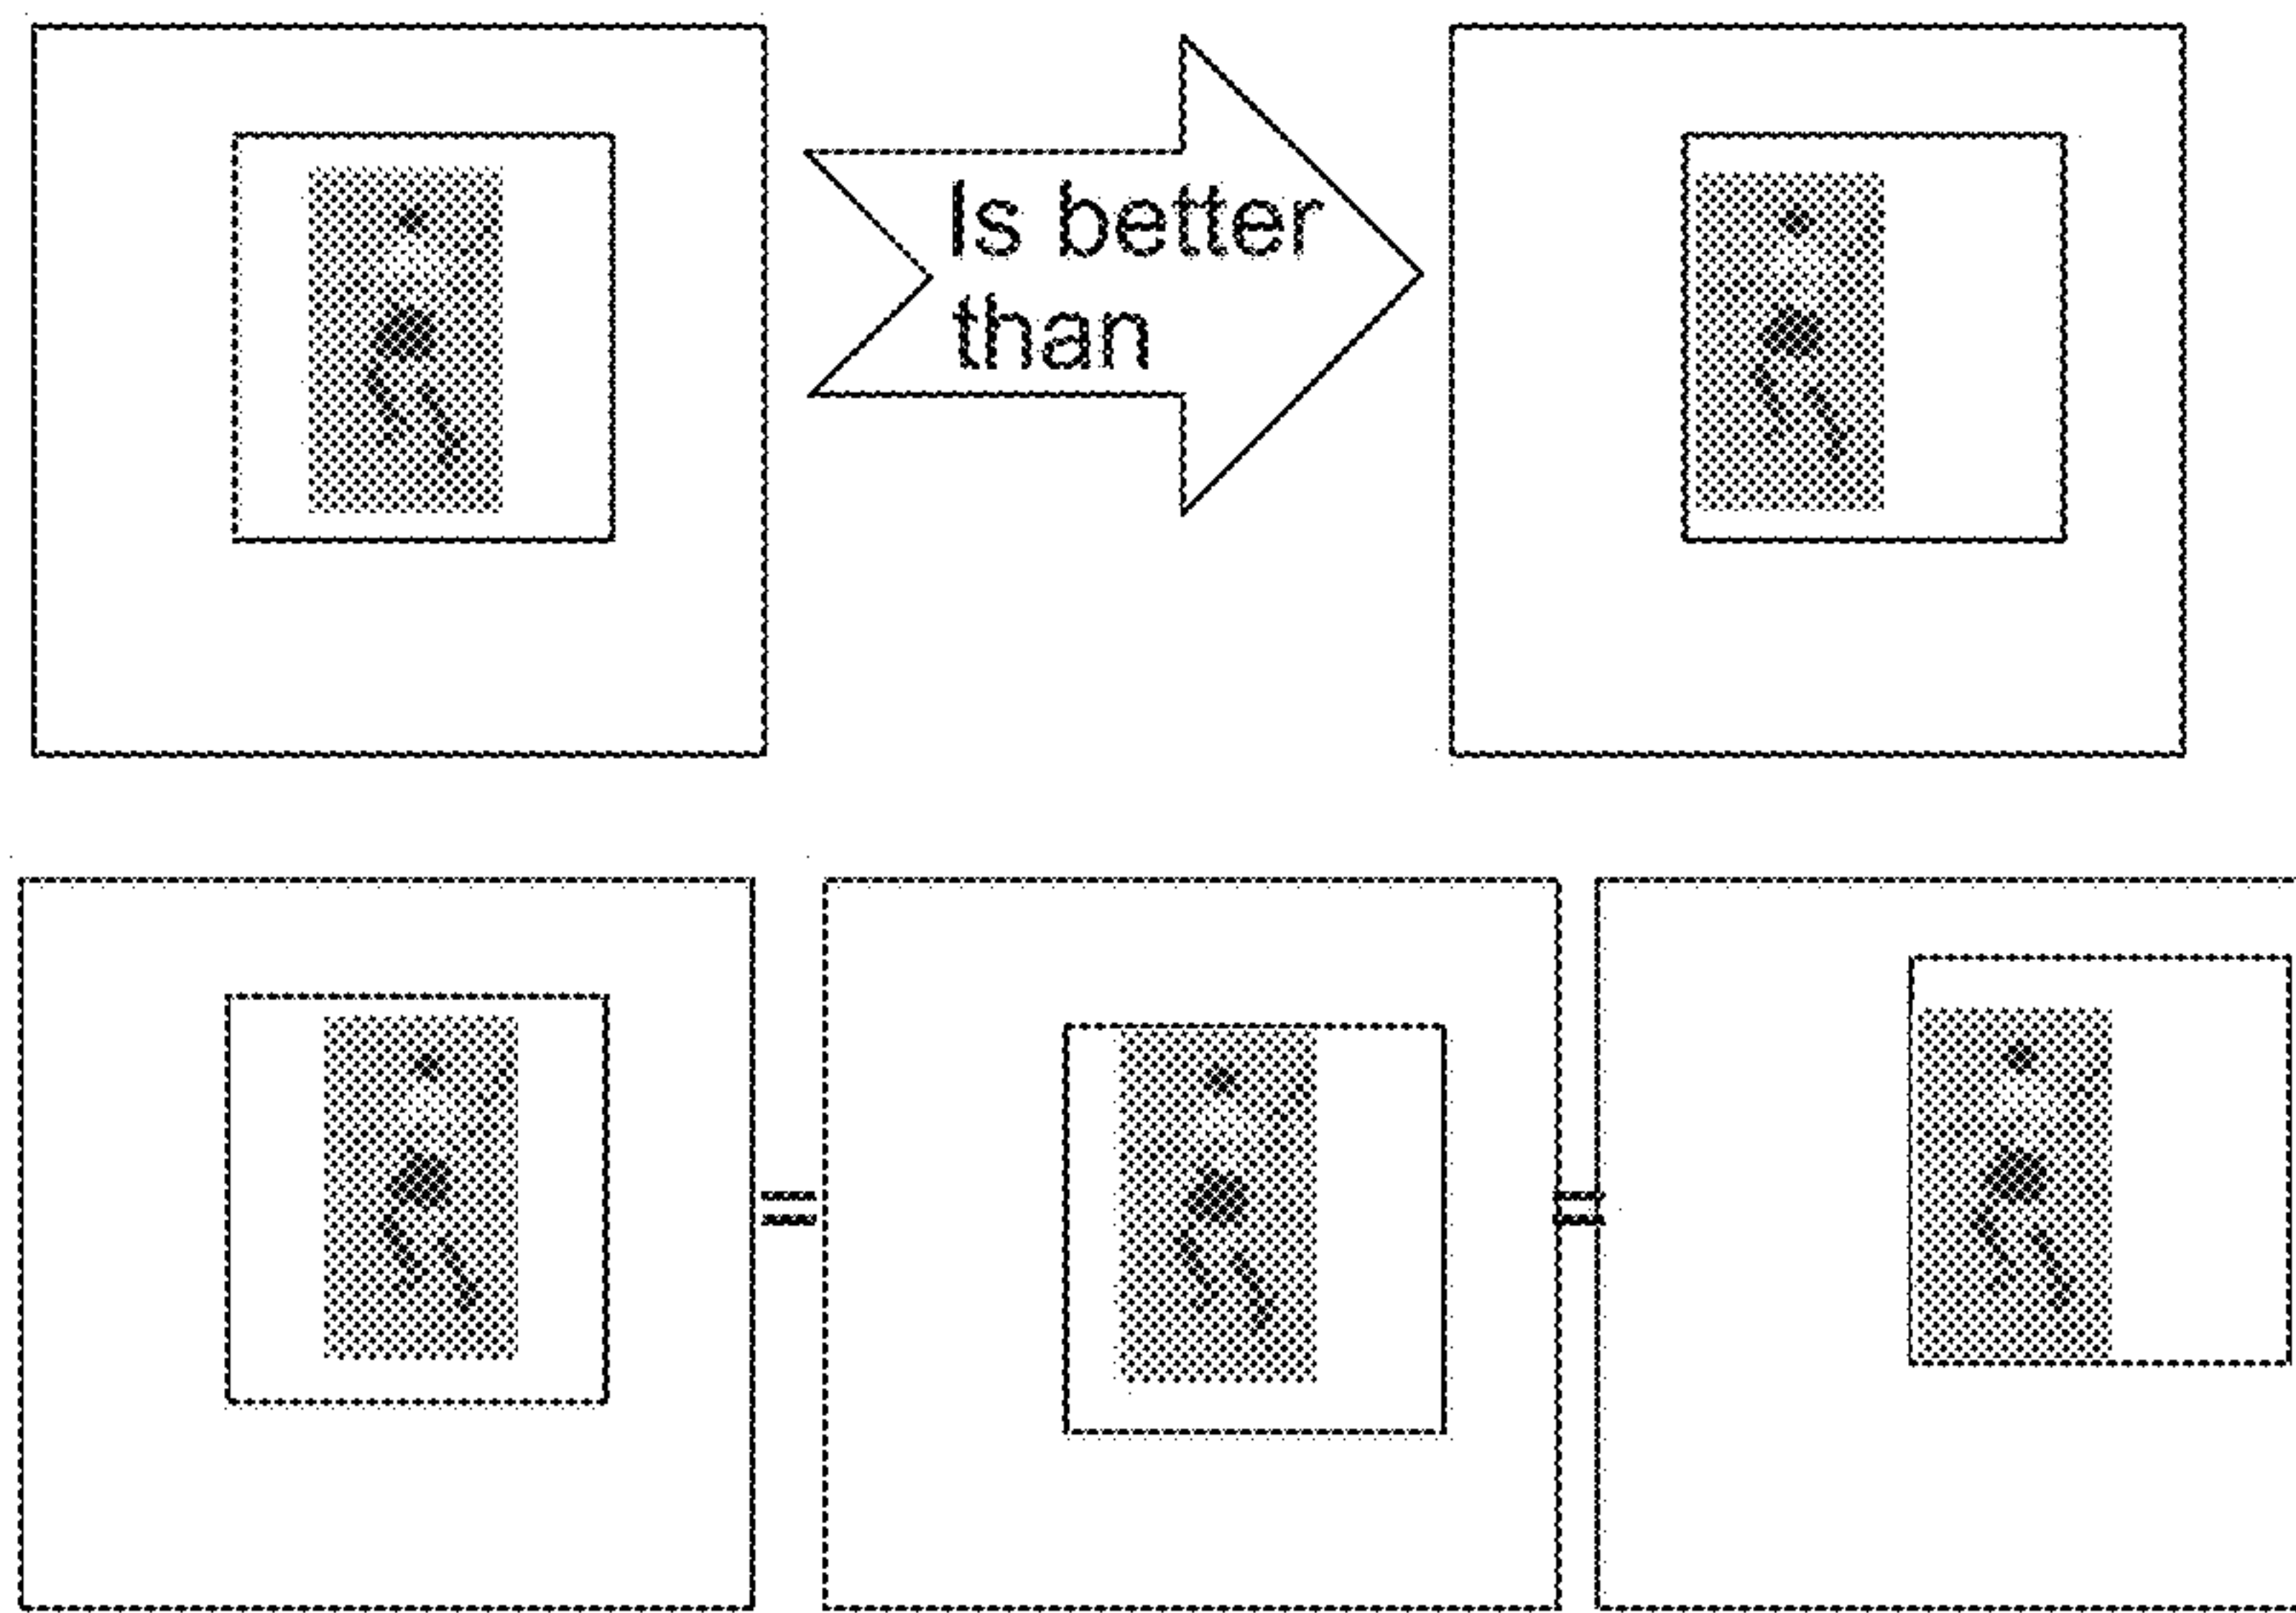 Is better
than
=
=